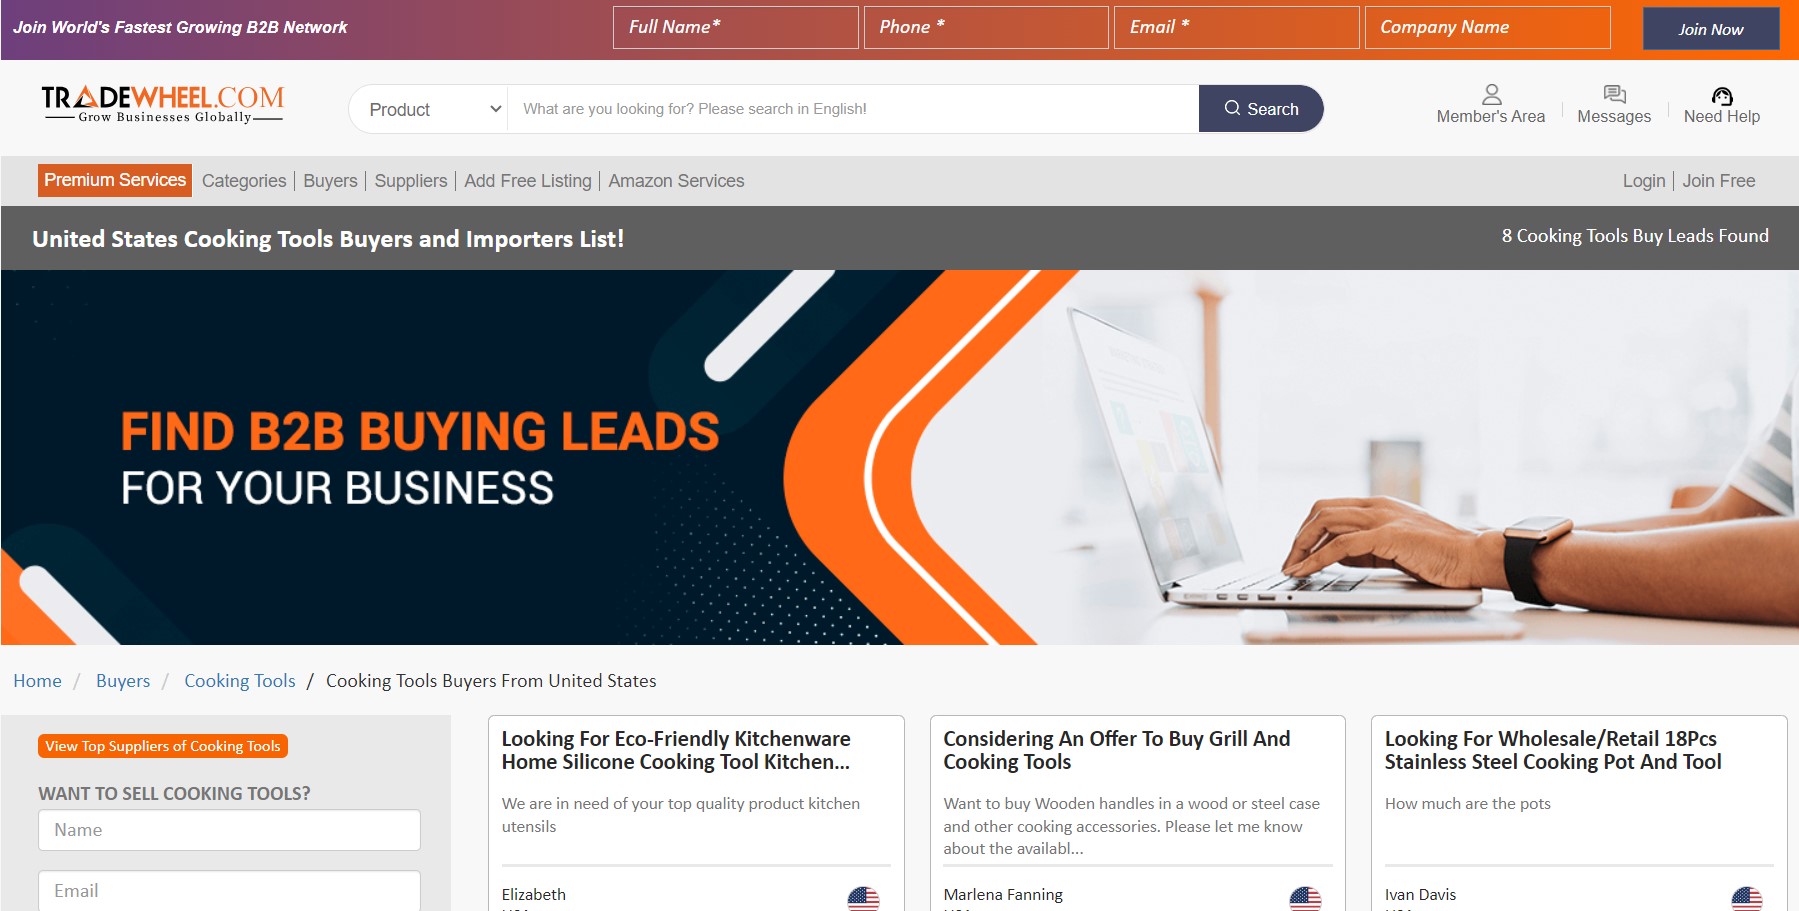 Join World's Fastest Growing B2B Network
Full Name*
Phone *
Email *
Company Name
Join Now
TRADEWHEEL.COM
Grow Businesses Globally
Product
What are you looking for? Please search in English!
Search
Member's Area
Messages
Need Help
Premium Services
Categories
Buyers
Suppliers
Add Free Listing
Amazon Services
Login
Join Free
United States Cooking Tools Buyers and Importers List!
8 Cooking Tools Buy Leads Found
FIND B2B BUYING LEADS
FOR YOUR BUSINESS
Home / Buyers / Cooking Tools / Cooking Tools Buyers From United States
View Top Suppliers of Cooking Tools
WANT TO SELL COOKING TOOLS?
Name
Email
Looking For Eco-Friendly Kitchenware
Home Silicone Cooking Tool Kitchen...
We are in need of your top quality product kitchen
utensils
Elizabeth
Considering An Offer To Buy Grill And
Cooking Tools
Want to buy Wooden handles in a wood or steel case
and other cooking accessories. Please let me know
about the availabl...
Marlena Fanning
Looking For Wholesale/Retail 18Pcs
Stainless Steel Cooking Pot And Tool
How much are the pots
Ivan Davis